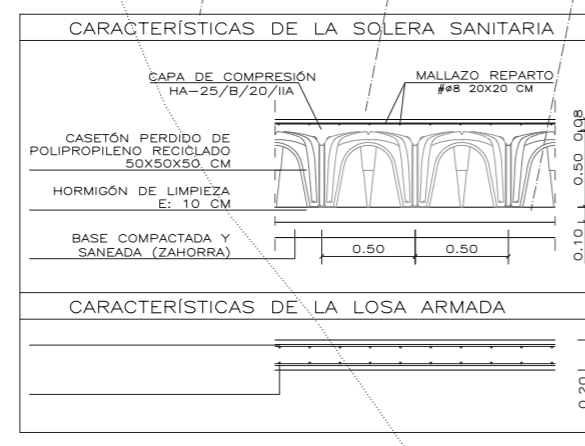 CARACTERÍSTICAS DE LA SOLERA SANITARIA
CAPA DE COMPRESIÓN
HA-25/B/20/IIA
MALLAZO REPARTO
#ø8 20X20 CM
CASETÓN PERDIDO DE
POLIPROPILENO RECICLADO
50X50X50 CM
HORMIGÓN DE LIMPIEZA
E: 10 CM
BASE COMPACTADA Y
SANEADA (ZAHORRA)
0.50
0.50
0.08
0.50
0.10
CARACTERÍSTICAS DE LA LOSA ARMADA
0.20